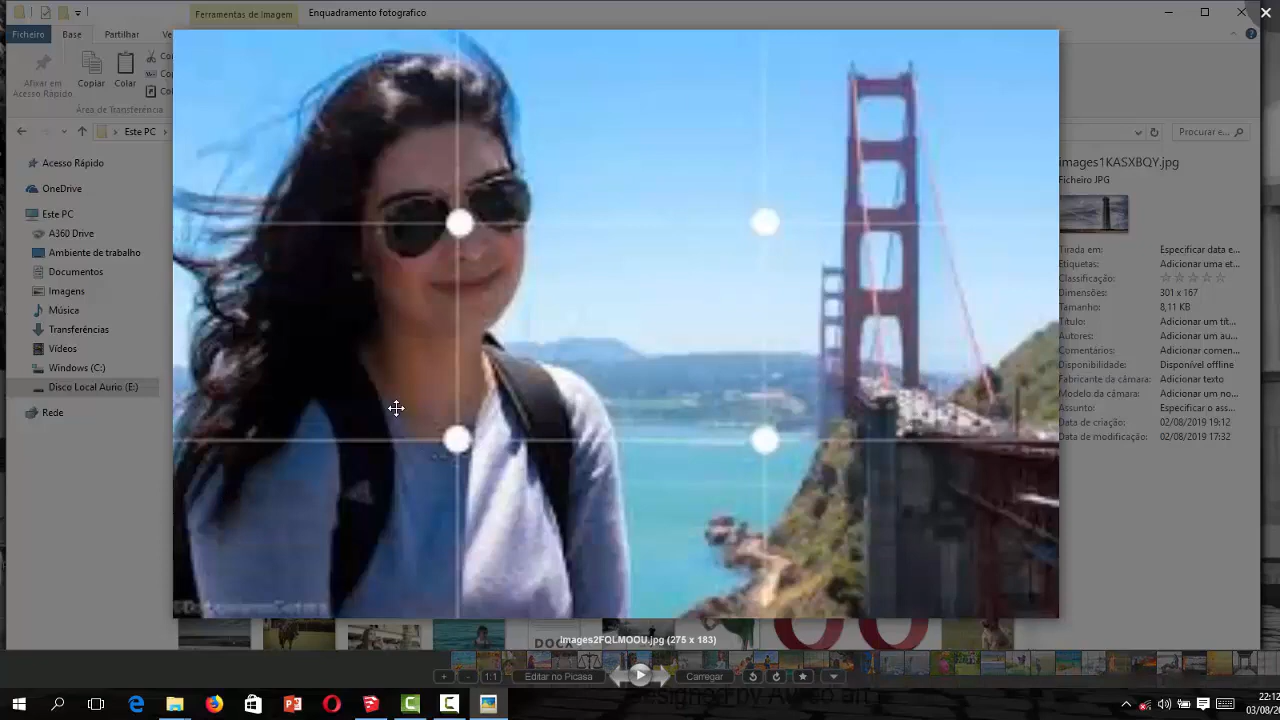 Ferramentas de Imagem
Enquadramento fotografico
Ficheiro
Base
Partilhar
Afixar em
Acesso Rápido
Copiar
Colar
Área de Transferência
Este PC
Procurar e...
Acesso Rápido
OneDrive
Este PC
A360 Drive
Ambiente de trabalho
Documentos
Imagens
Música
Transferências
Vídeos
Windows (C:)
Disco Local Aurio (E:)
Rede
images1KASXBQY.jpg
Ficheiro JPG
Tirada em: Especificar data e...
Etiquetas: Adicionar uma et...
Classificação:
Dimensões: 301 x 167
Tamanho: 8,11 KB
Título: Adicionar um tít...
Autores: Adicionar um au...
Comentários: Adicionar comen...
Disponibilidade: Disponível offline
Fabricante da câmara: Adicionar texto
Modelo da câmara: Adicionar um no...
Assunto: Especificar o ass...
Data de criação: 02/08/2019 19:12
Data de modificação: 02/08/2019 17:32
DOCX
images2FQLMOOU.jpg (275 x 183)
1:1
Editar no Picasa
Carregar
22:12